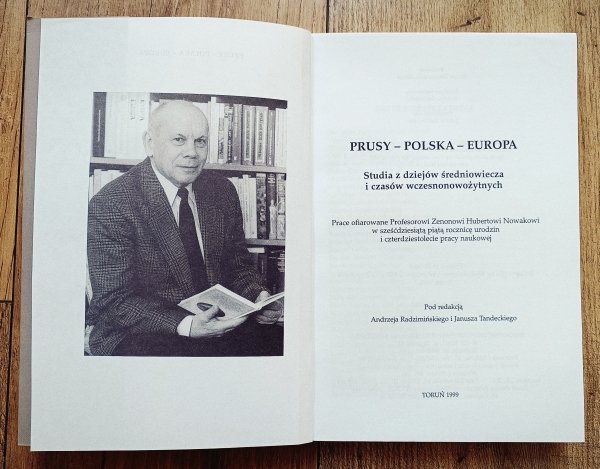 PRUSY – POLSKA – EUROPA
Studia z dziejów średniowiecza
i czasów wczesnonowożytnych
Prace ofiarowane Profesorowi Zenonowi Hubertowi Nowakowi
w sześćdziesiątą piątą rocznicę urodzin
i czterdziestolecie pracy naukowej
Pod redakcją
Andrzeja Radzimińskiego i Janusza Tandeckiego
TORUŃ 1999